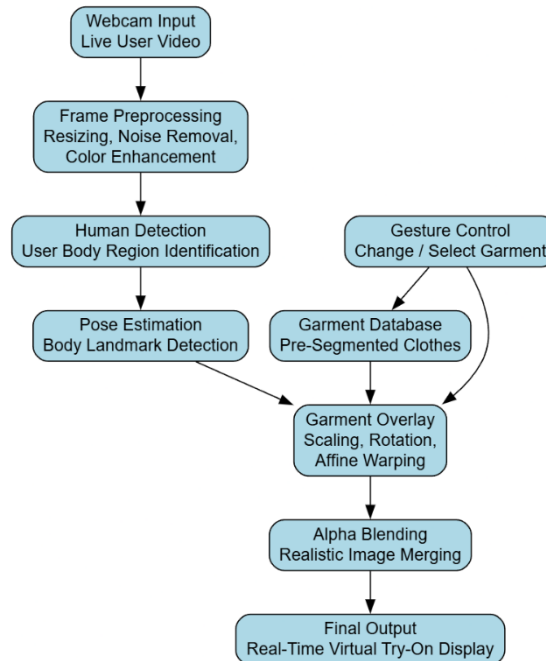 Webcam Input
Live User Video
Frame Preprocessing
Resizing, Noise Removal,
Color Enhancement
Human Detection
User Body Region Identification
Gesture Control
Change / Select Garment
Pose Estimation
Body Landmark Detection
Garment Database
Pre-Segmented Clothes
Garment Overlay
Scaling, Rotation,
Affine Warping
Alpha Blending
Realistic Image Merging
Final Output
Real-Time Virtual Try-On Display